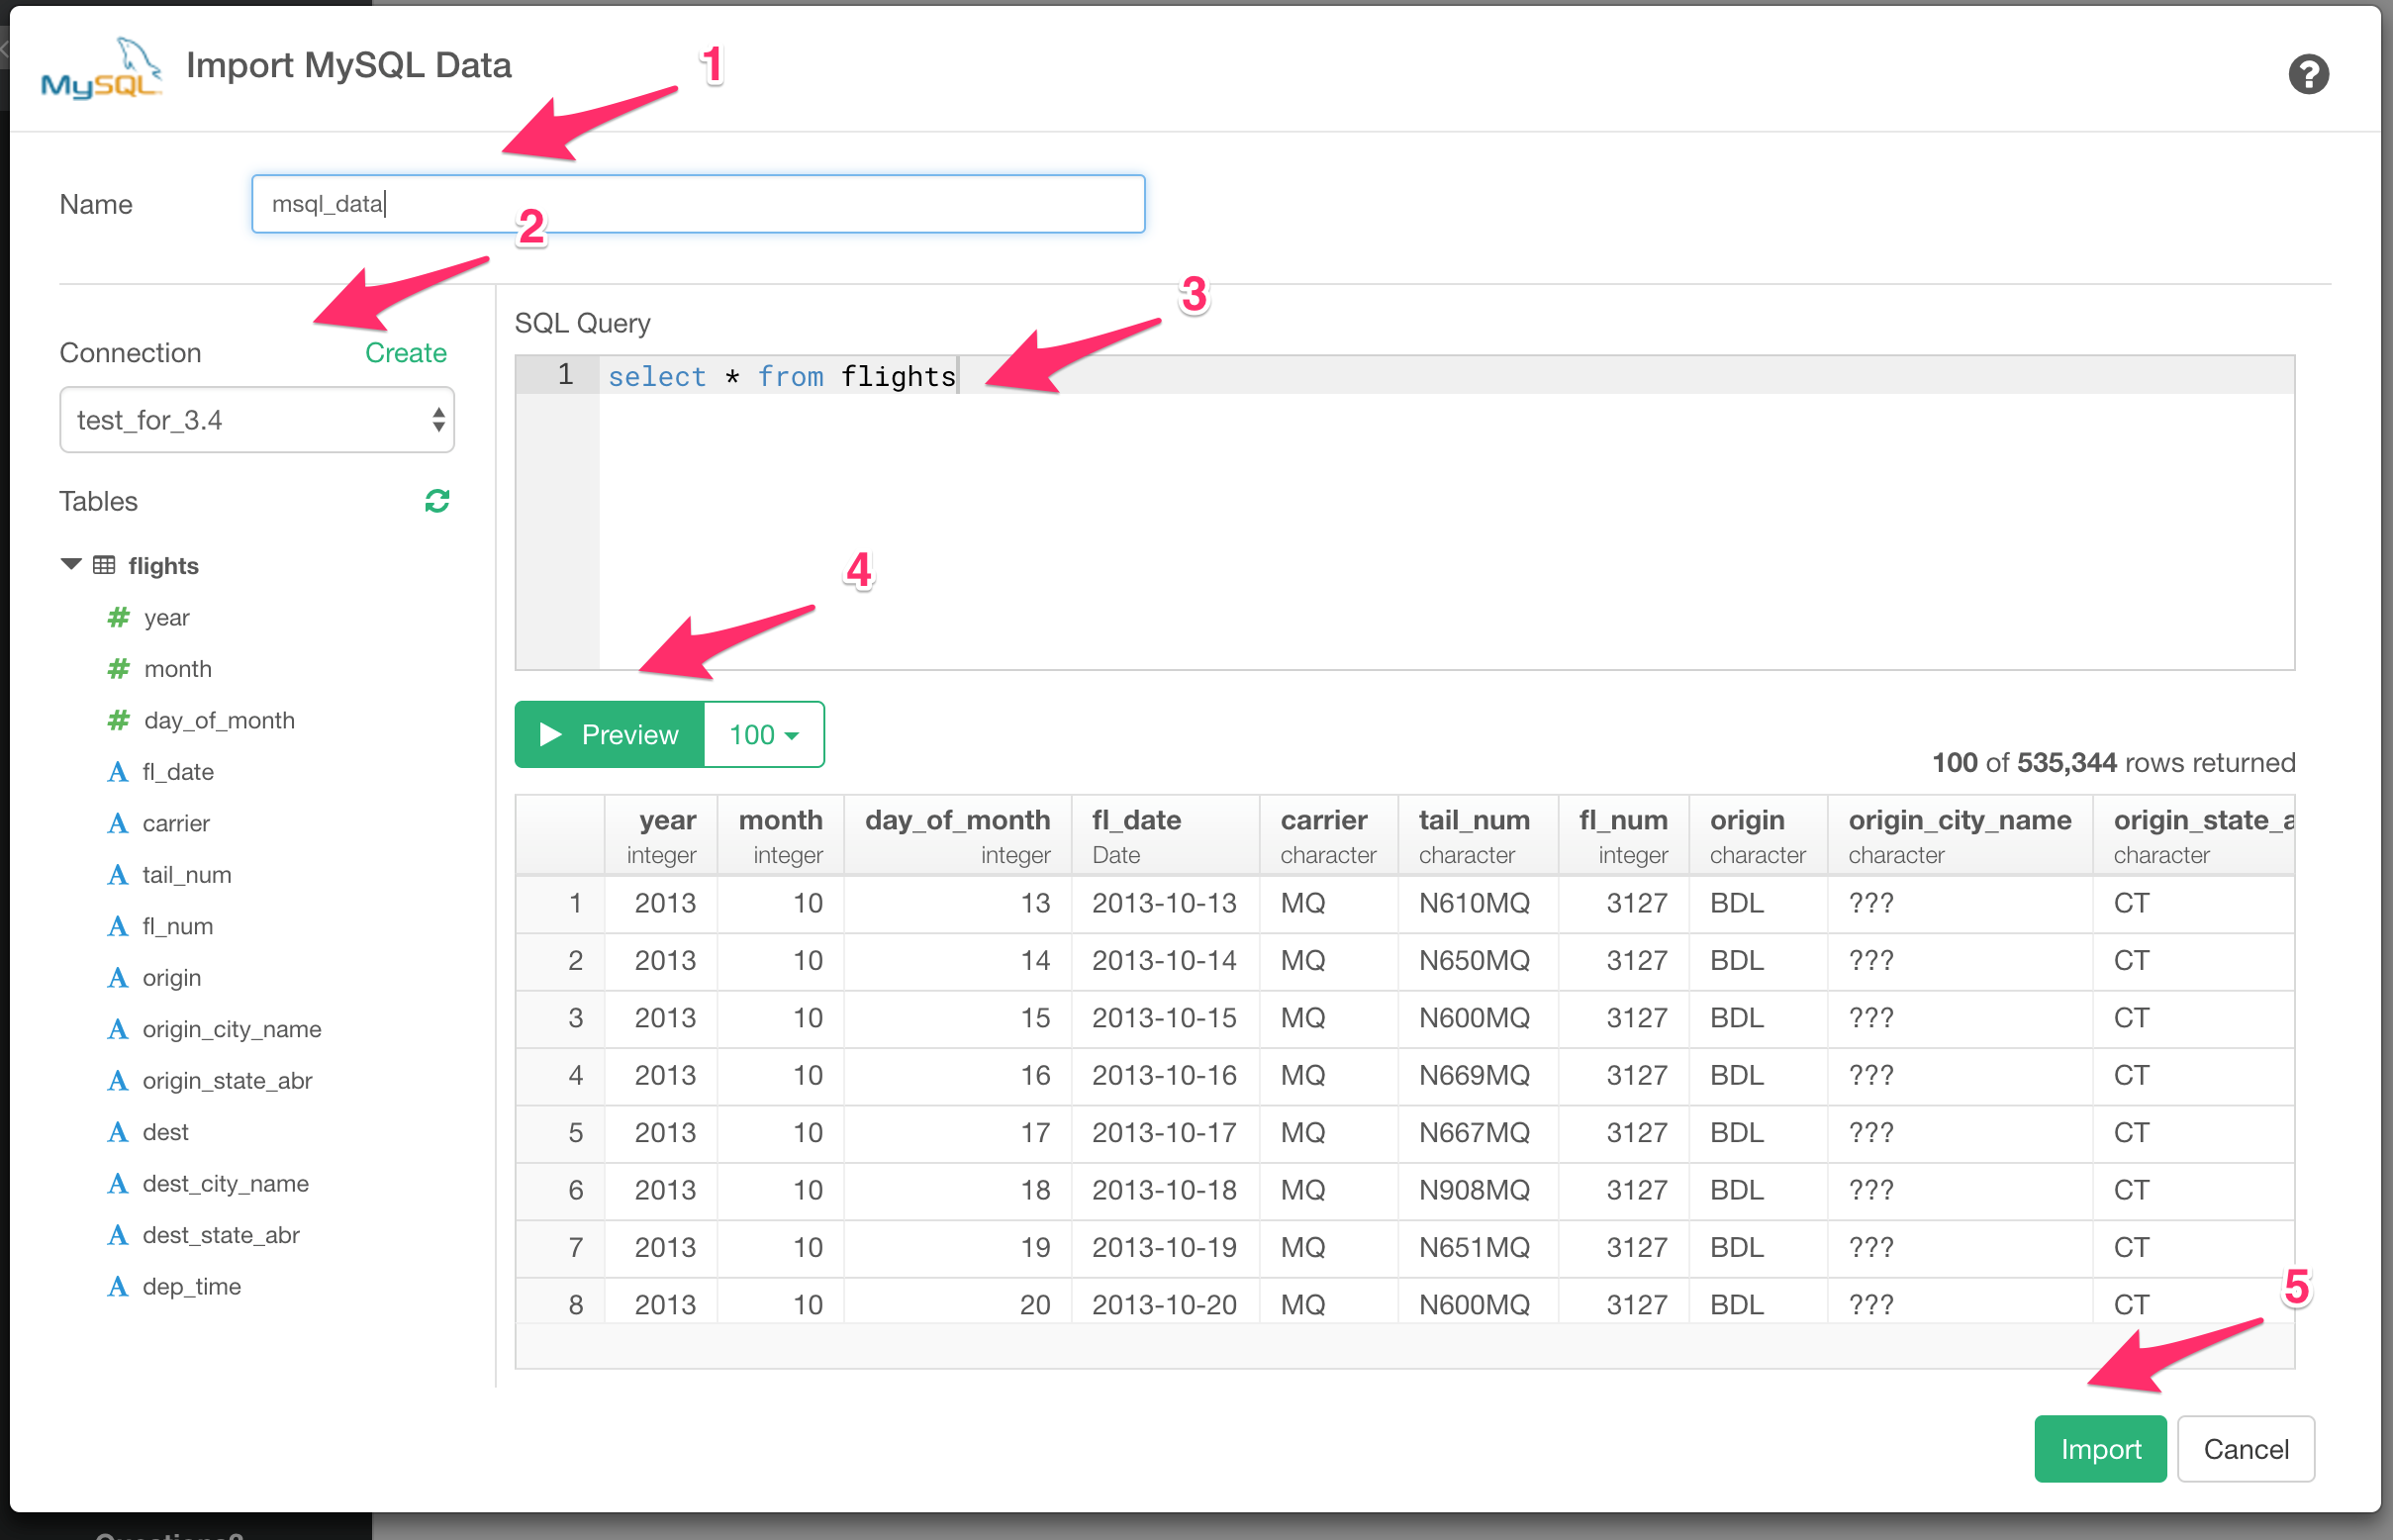 MySQL Import MySQL Data
1
Name msql_data
2
Connection Create
test_for_3.4
Tables
flights
# year
# month
# day_of_month
A fl_date
A carrier
A tail_num
A fl_num
A origin
A origin_city_name
A origin_state_abr
A dest
A dest_city_name
A dest_state_abr
A dep_time
3
SQL Query
1 select * from flights
4
Preview 100
100 of 535,344 rows returned
year month day_of_month fl_date carrier tail_num fl_num origin origin_city_name origin_state_a
integer integer integer Date character character integer character character character
1 2013 10 13 2013-10-13 MQ N610MQ 3127 BDL ??? CT
2 2013 10 14 2013-10-14 MQ N650MQ 3127 BDL ??? CT
3 2013 10 15 2013-10-15 MQ N600MQ 3127 BDL ??? CT
4 2013 10 16 2013-10-16 MQ N669MQ 3127 BDL ??? CT
5 2013 10 17 2013-10-17 MQ N667MQ 3127 BDL ??? CT
6 2013 10 18 2013-10-18 MQ N908MQ 3127 BDL ??? CT
7 2013 10 19 2013-10-19 MQ N651MQ 3127 BDL ??? CT
8 2013 10 20 2013-10-20 MQ N600MQ 3127 BDL ??? CT
5
Import Cancel